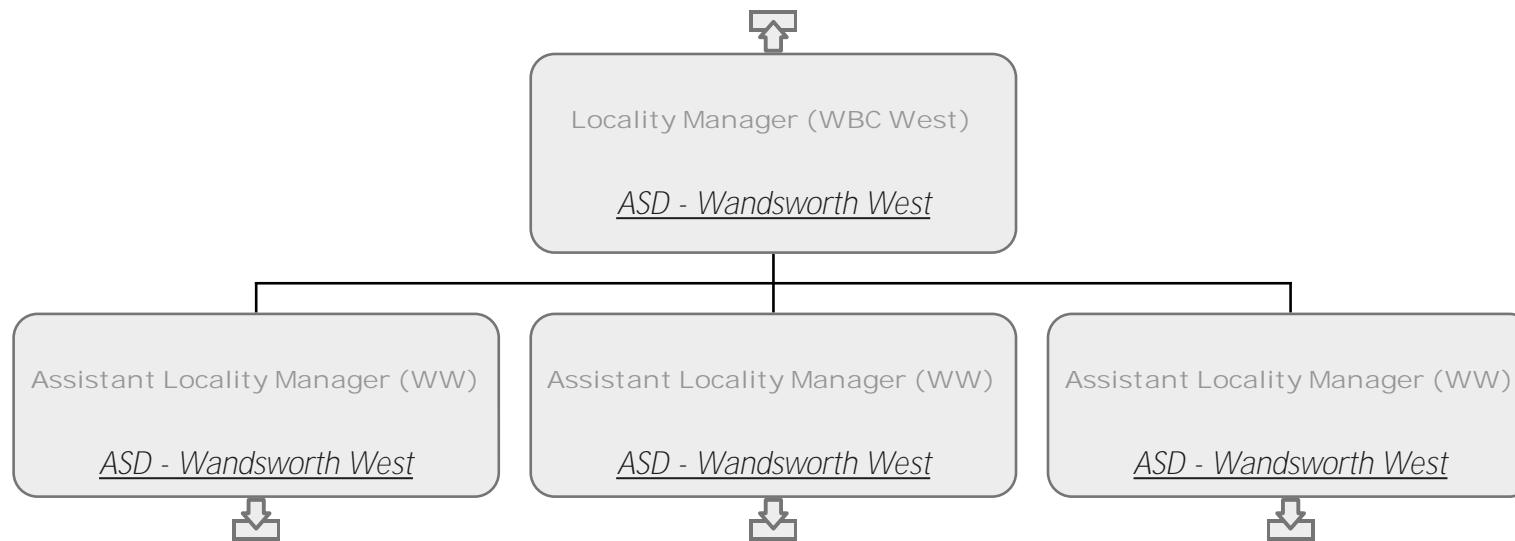 Locality Manager (WBC West)
ASD - Wandsworth West
Assistant Locality Manager (WW)
ASD - Wandsworth West
Assistant Locality Manager (WW)
ASD - Wandsworth West
Assistant Locality Manager (WW)
ASD - Wandsworth West